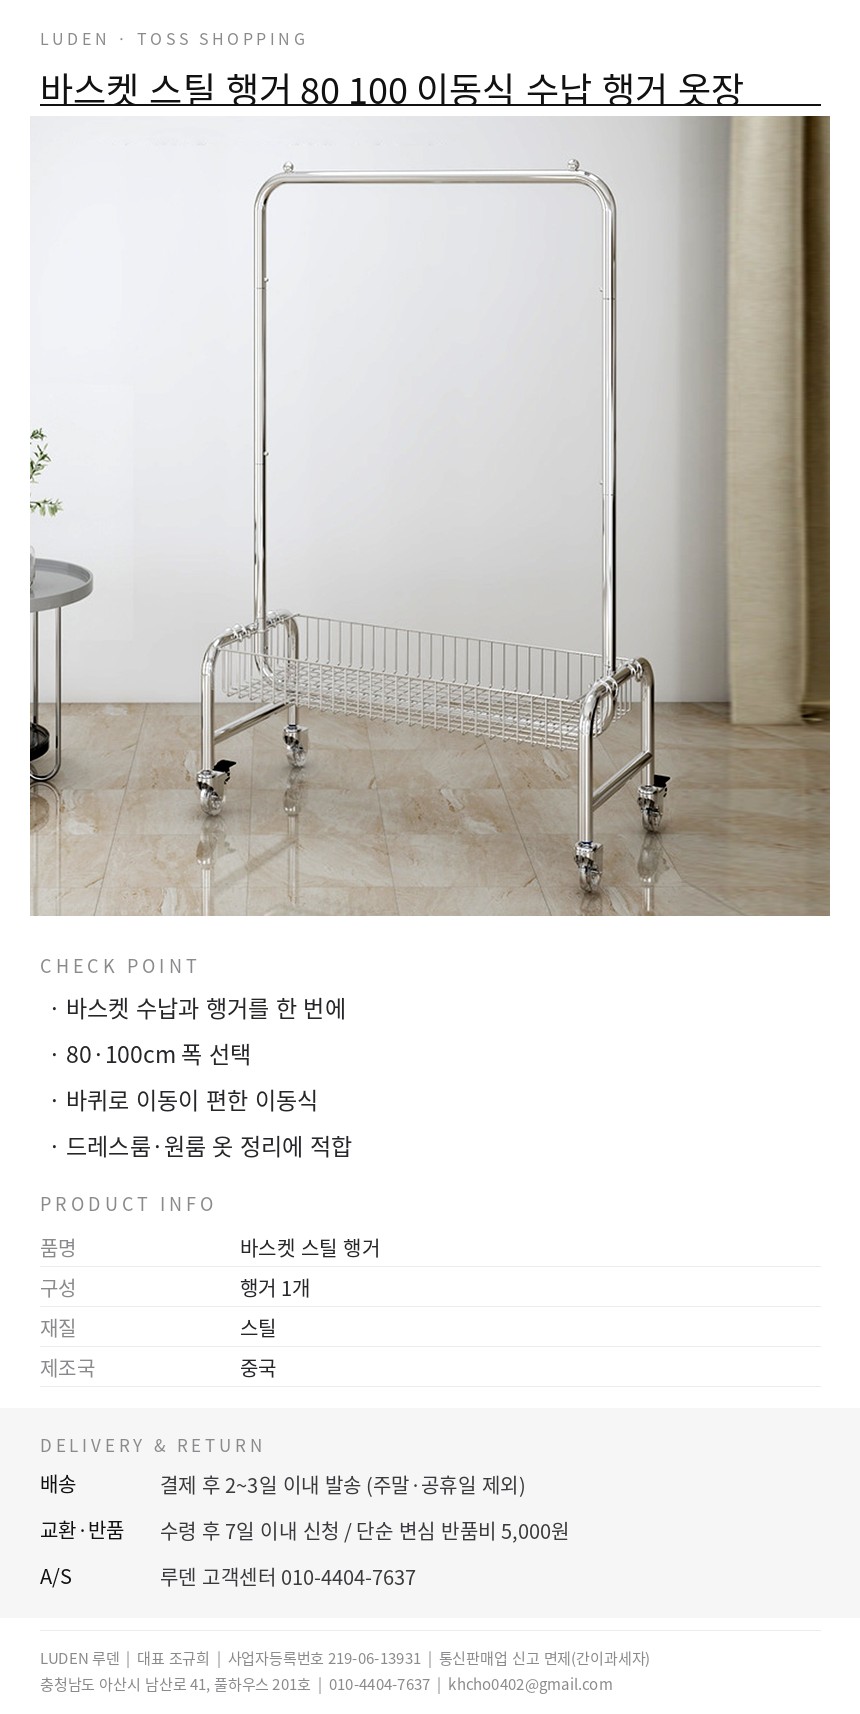 LUDEN · TOSS SHOPPING
바스켓 스틸 행거 80 100 이동식 수납 행거 옷장
CHECK POINT
· 바스켓 수납과 행거를 한 번에
· 80·100cm 폭 선택
· 바퀴로 이동이 편한 이동식
· 드레스룸·원룸 옷 정리에 적합
PRODUCT INFO
품명 바스켓 스틸 행거
구성 행거 1개
재질 스틸
제조국 중국
DELIVERY & RETURN
배송 결제 후 2~3일 이내 발송 (주말·공휴일 제외)
교환·반품 수령 후 7일 이내 신청 / 단순 변심 반품비 5,000원
A/S 루덴 고객센터 010-4404-7637
LUDEN 루덴 | 대표 조규희 | 사업자등록번호 219-06-13931 | 통신판매업 신고 면제(간이과세자)
충청남도 아산시 남산로 41, 풀하우스 201호 | 010-4404-7637 | khcho0402@gmail.com